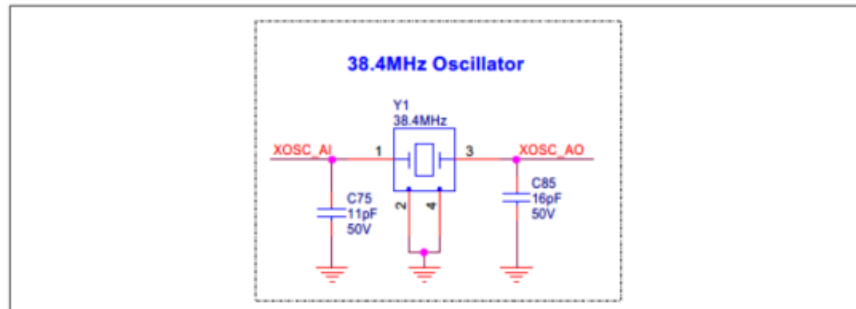 38.4MHz Oscillator
Y1
38.4MHz
XOSC_AI
1
3
XOSC_AO
C75
11pF
50V
2
4
C85
16pF
50V